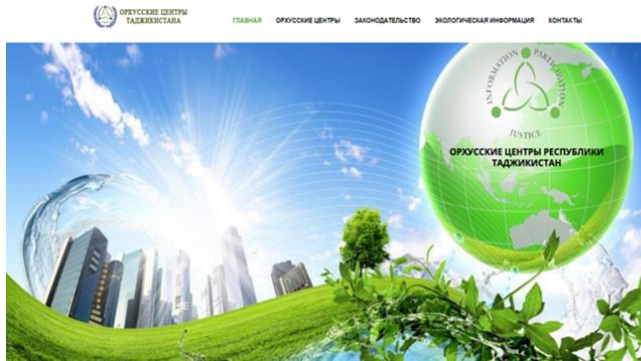 ОРХУССКИЕ ЦЕНТРЫ
ТАДЖИКИСТАНА
ГЛАВНАЯ ОРХУССКИЕ ЦЕНТРЫ ЗАКОНОДАТЕЛЬСТВО ЭКОЛОГИЧЕСКАЯ ИНФОРМАЦИЯ КОНТАКТЫ
INFORMATION PARTICIPATION
JUSTICE
ОРХУССКИЕ ЦЕНТРЫ РЕСПУБЛИКИ
ТАДЖИКИСТАН